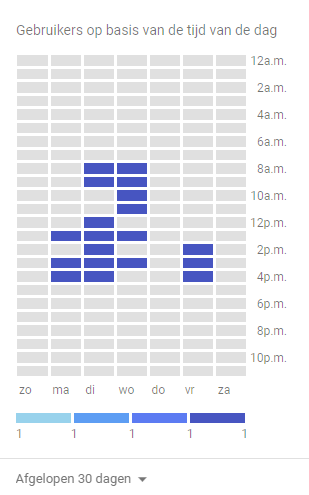 Gebruikers op basis van de tijd van de dag
12a.m.
2a.m.
4a.m.
6a.m.
8a.m.
10a.m.
12p.m.
2p.m.
4p.m.
6p.m.
8p.m.
10p.m.
zo ma di wo do vr za
1 1 1 1 1
Afgelopen 30 dagen